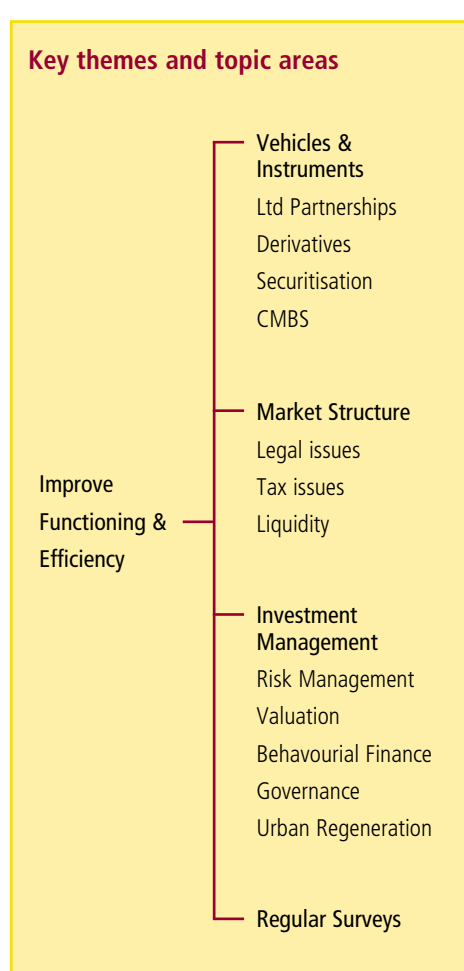 Key themes and topic areas
Vehicles &
Instruments
Ltd Partnerships
Derivatives
Securitisation
CMBS
Market Structure
Legal issues
Tax issues
Liquidity
Improve
Functioning &
Efficiency
Investment
Management
Risk Management
Valuation
Behavourial Finance
Governance
Urban Regeneration
Regular Surveys